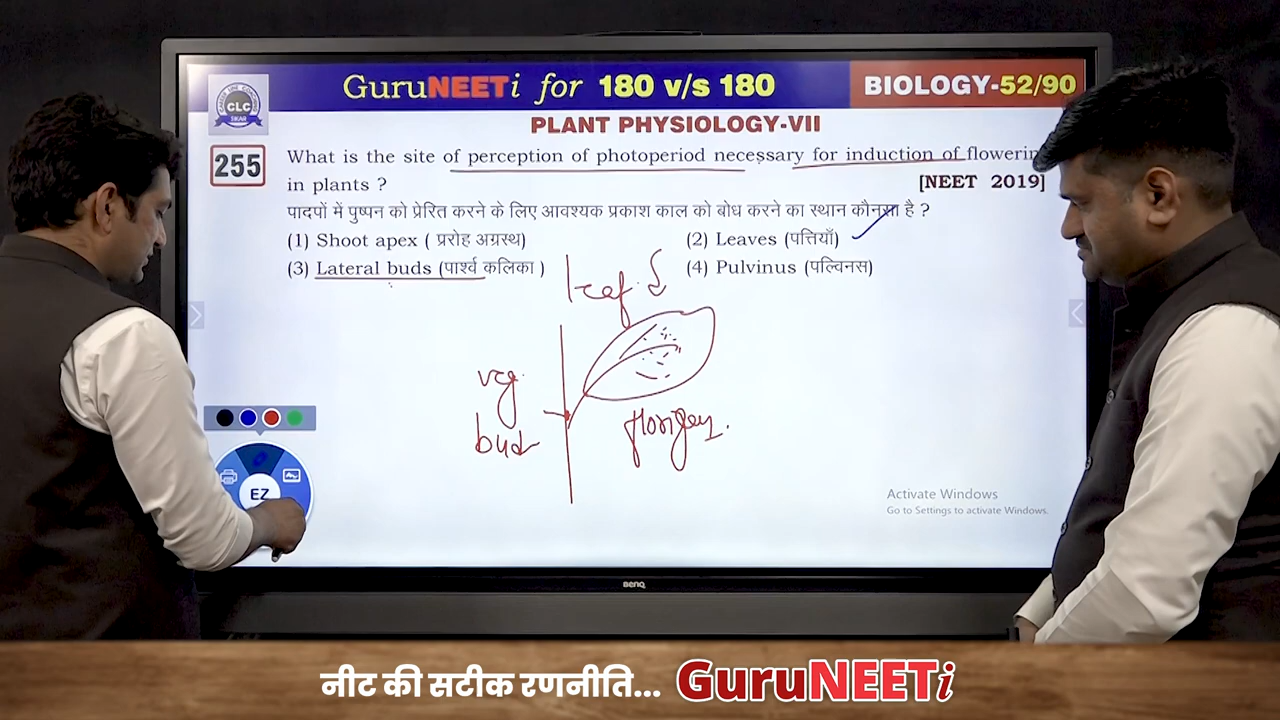 GuruNEETi for 180 v/s 180
BIOLOGY-52/90
CLC
SIKAR
PLANT PHYSIOLOGY-VII
255
What is the site of perception of photoperiod necessary for induction of flowerin
in plants ?
[NEET 2019]
पादपों में पुष्पन को प्रेरित करने के लिए आवश्यक प्रकाश काल को बोध करने का स्थान कौनसा है ?
(1) Shoot apex ( प्ररोह अग्रस्थ)
(2) Leaves (पत्तियाँ)
(3) Lateral buds (पार्श्व कलिका )
(4) Pulvinus (पल्विनस)
leaf.
veg.
bud
florigen.
EZ
Activate Windows
Go to Settings to activate Windows.
BenQ
नीट की सटीक रणनीति... GuruNEETi